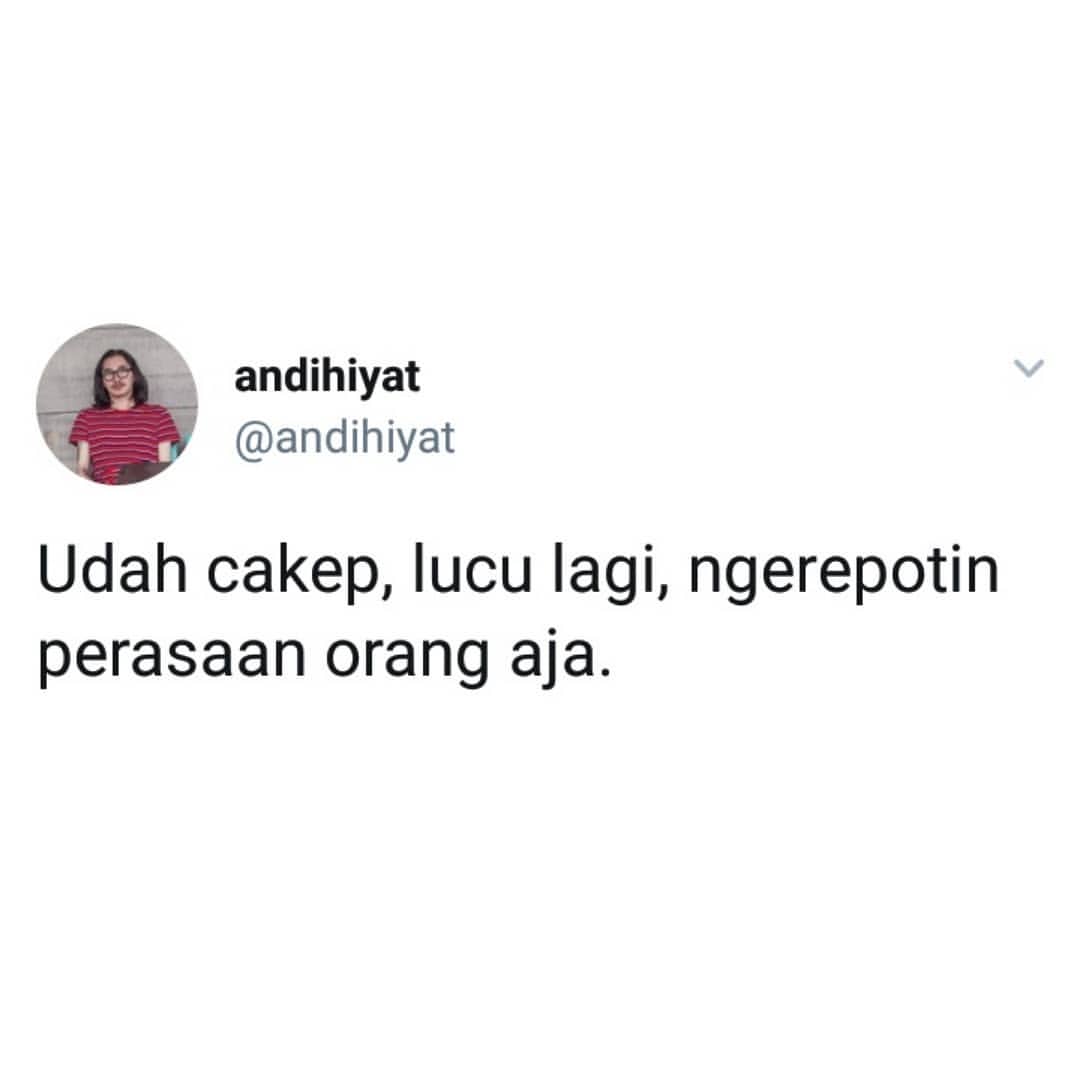 andihiyat
@andihiyat
Udah cakep, lucu lagi, ngerepotin
perasaan orang aja.